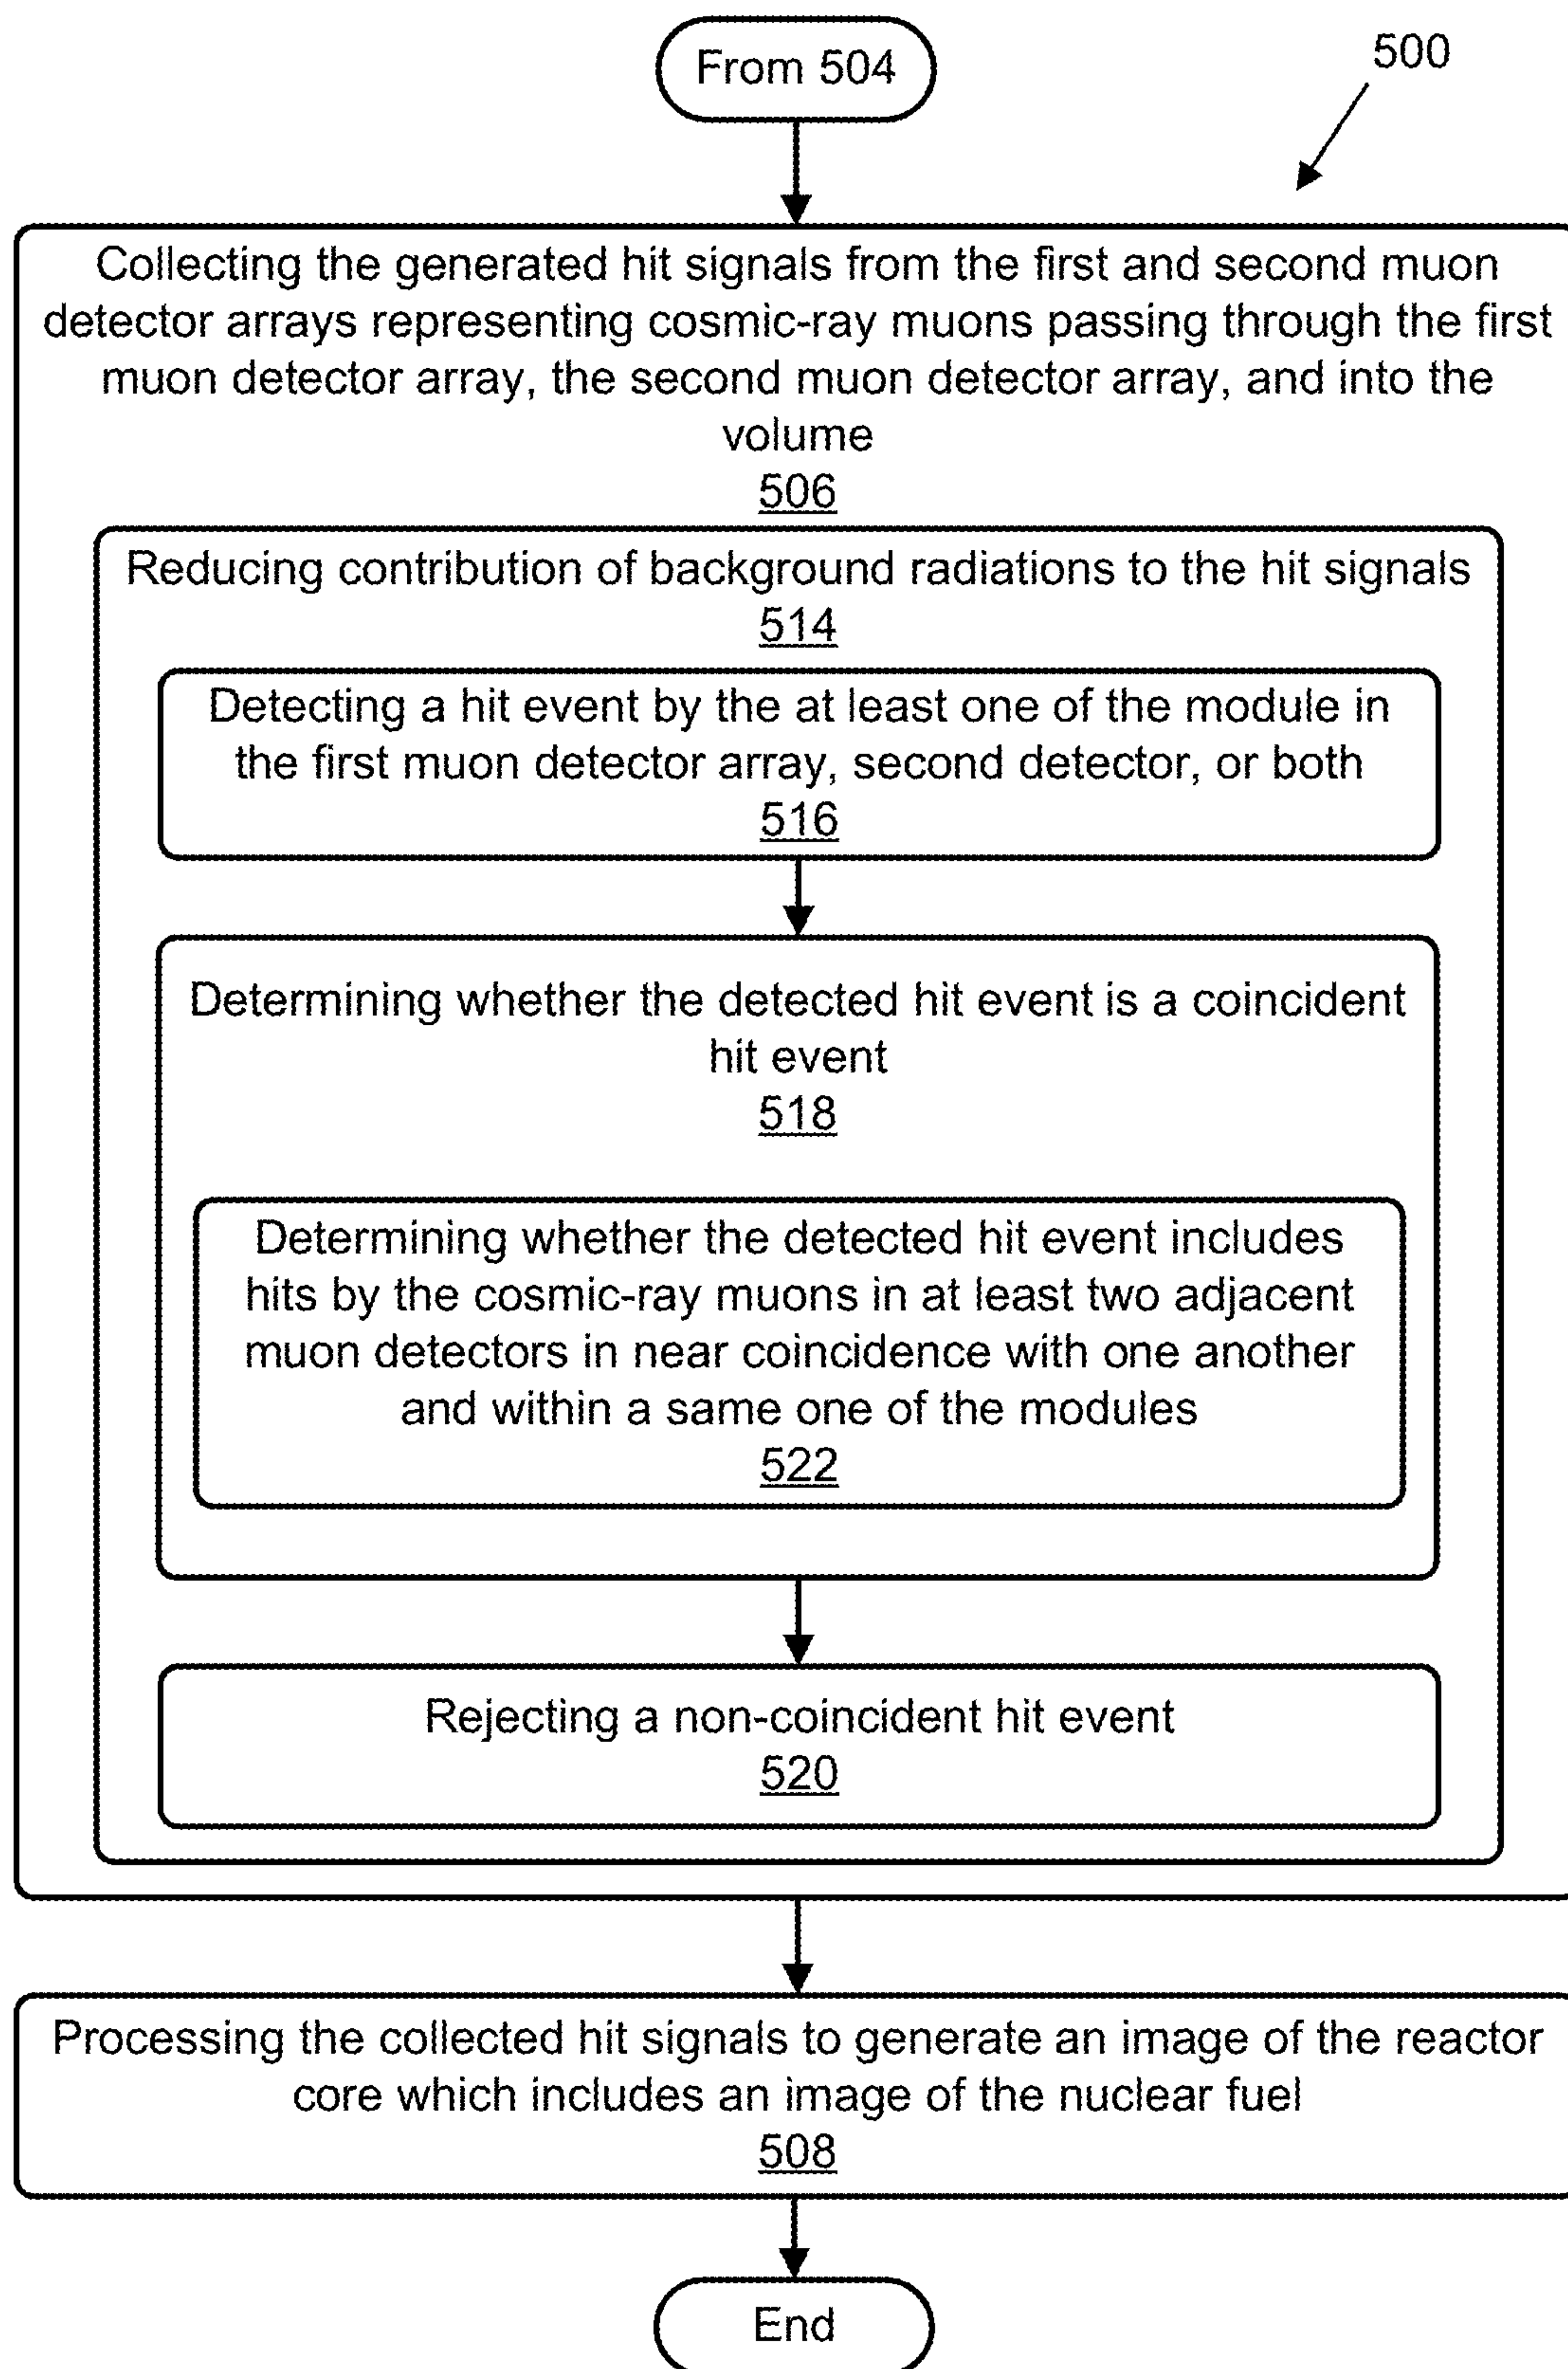 From 504
500
Collecting the generated hit signals from the first and second muon
detector arrays representing cosmic-ray muons passing through the first
muon detector array, the second muon detector array, and into the
volume
506
Reducing contribution of background radiations to the hit signals
514
Detecting a hit event by the at least one of the module in
the first muon detector array, second detector, or both
516
Determining whether the detected hit event is a coincident
hit event
518
Determining whether the detected hit event includes
hits by the cosmic-ray muons in at least two adjacent
muon detectors in near coincidence with one another
and within a same one of the modules
522
Rejecting a non-coincident hit event
520
Processing the collected hit signals to generate an image of the reactor
core which includes an image of the nuclear fuel
508
End